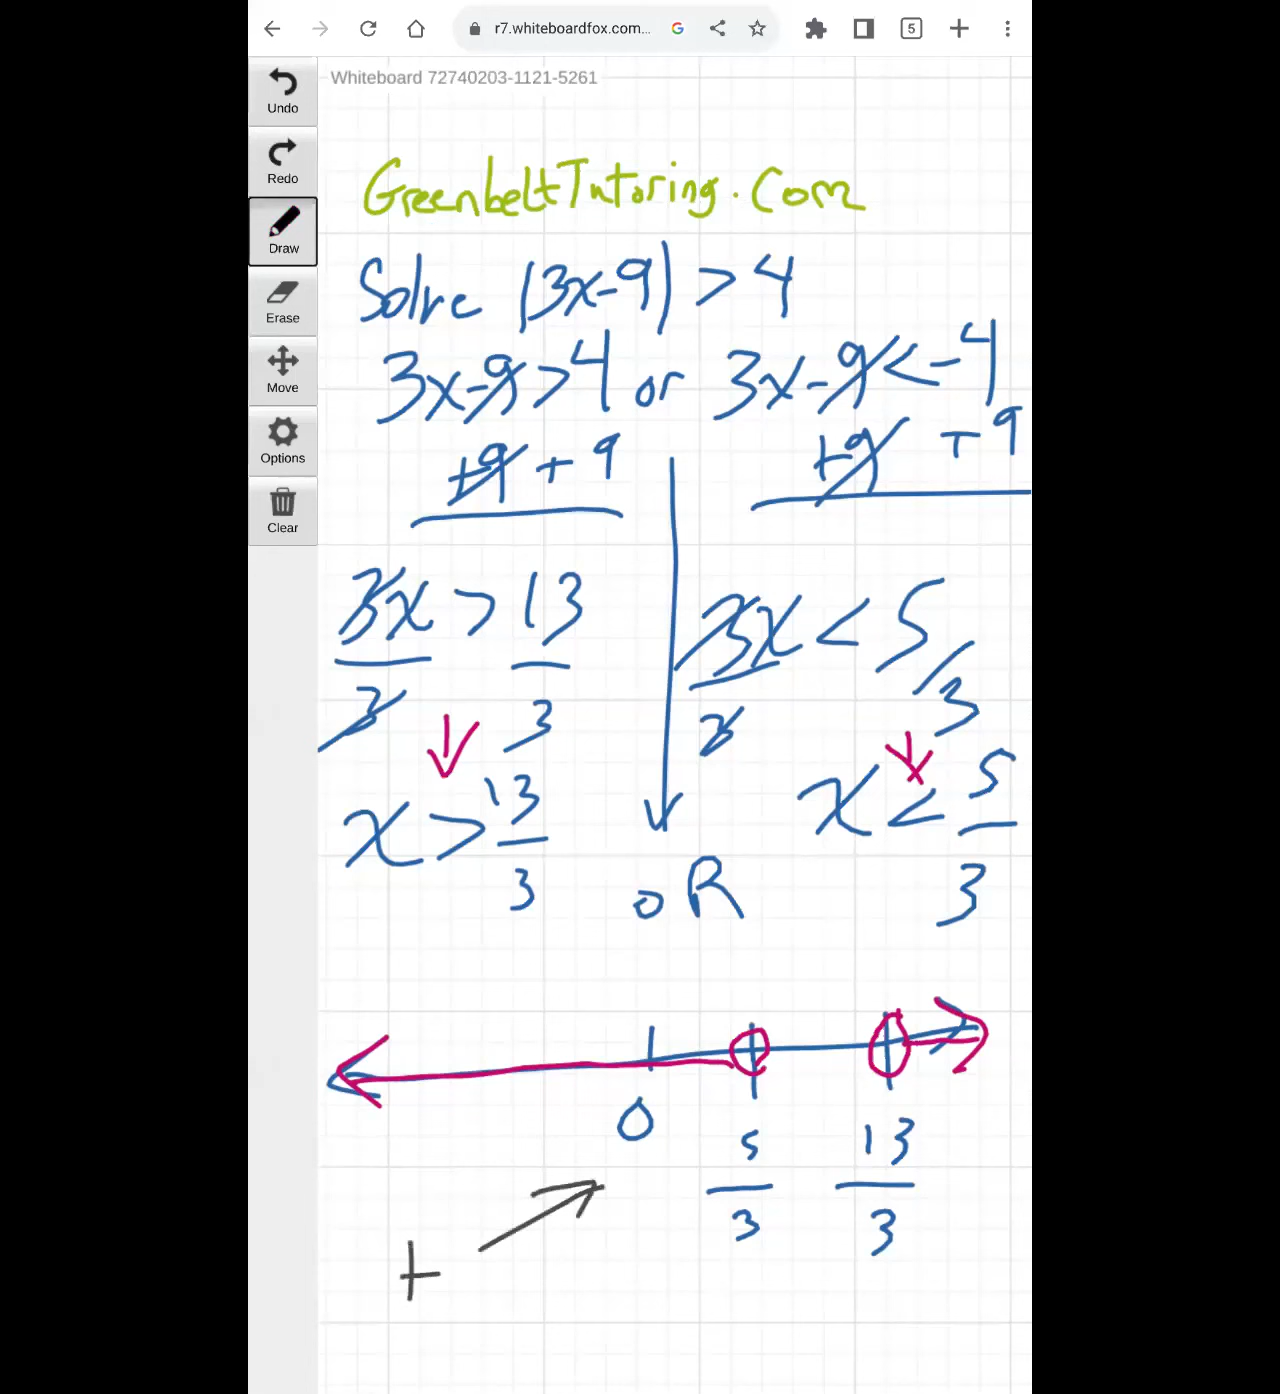 r7.whiteboardfox.com...
5
Whiteboard 72740203-1121-5261
Undo
Redo
Draw
Erase
Move
Options
Clear
GreenbeltTutoring.Com
Solve |3x-9| > 4
3x-9>4 or 3x-9<-4
+9 +9 +9 +9
3x > 13 3x < 5/3
3 3 3
x > 13/3 x < 5/3
OR
0 5/3 13/3
+